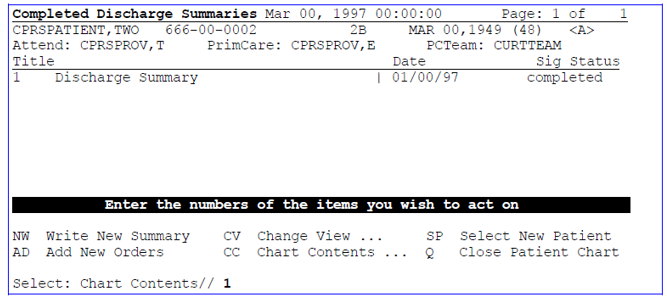 Completed Discharge Summaries Mar 00, 1997 00:00:00 Page: 1 of 1
CPRSPATIENT,TWO 666-00-0002 2B MAR 00,1949 (48) <A>
Attend: CPRSPROV,T PrimCare: CPRSPROV,E PCTeam: CURTTEAM
Title Date Sig Status
1 Discharge Summary | 01/00/97 completed
Enter the numbers of the items you wish to act on
NW Write New Summary CV Change View ... SP Select New Patient
AD Add New Orders CC Chart Contents ... Q Close Patient Chart
Select: Chart Contents// 1